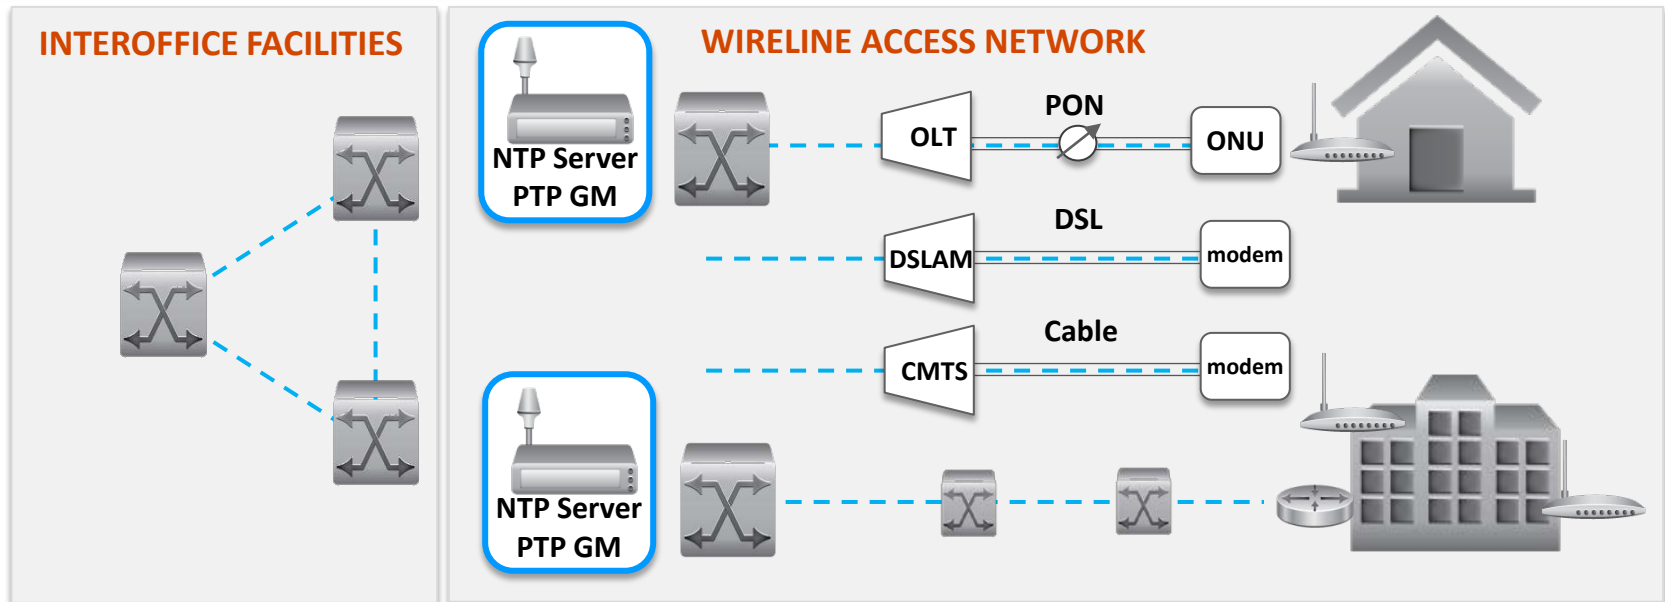 INTEROFFICE FACILITIES
WIRELINE ACCESS NETWORK
NTP Server
PTP GM
OLT
PON
ONU
DSLAM
DSL
modem
CMTS
Cable
modem
NTP Server
PTP GM